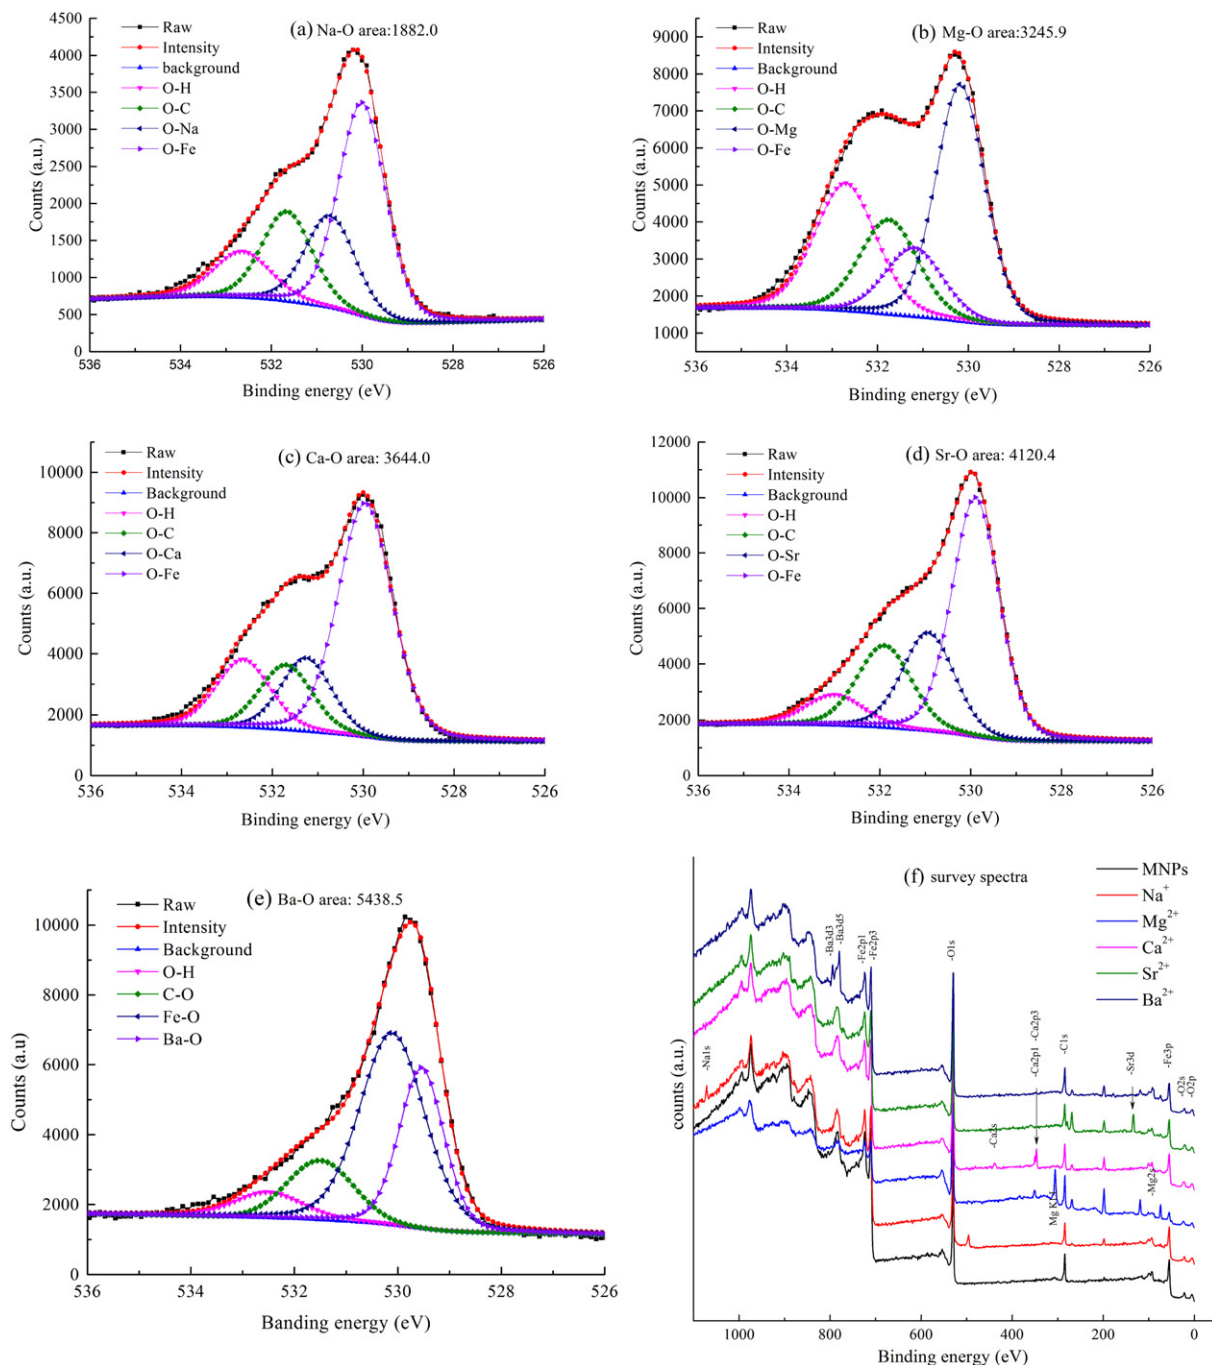 (a) Na-O area:1882.0
Raw
Intensity
background
O-H
O-C
O-Na
O-Fe
4500
4000
3500
3000
2500
2000
1500
1000
500
0
Counts (a.u.)
536 534 532 530 528 526
Binding energy (eV)
(b) Mg-O area:3245.9
Raw
Intensity
Background
O-H
O-C
O-Mg
O-Fe
9000
8000
7000
6000
5000
4000
3000
2000
1000
Counts (a.u.)
536 534 532 530 528 526
Binding energy (eV)
(c) Ca-O area: 3644.0
Raw
Intensity
Background
O-H
O-C
O-Ca
O-Fe
10000
8000
6000
4000
2000
0
Counts (a.u.)
536 534 532 530 528 526
Binding energy (eV)
(d) Sr-O area: 4120.4
Raw
Intensity
Background
O-H
O-C
O-Sr
O-Fe
12000
10000
8000
6000
4000
2000
0
Counts (a.u.)
536 534 532 530 528 526
Binding energy (eV)
(e) Ba-O area: 5438.5
Raw
Intensity
Background
O-H
C-O
Fe-O
Ba-O
10000
8000
6000
4000
2000
0
Counts (a.u)
536 534 532 530 528 526
Banding energy (eV)
(f) survey spectra
MNPs
Na⁺
Mg²⁺
Ca²⁺
Sr²⁺
Ba²⁺
-Na1s
-Ba3d3
-Ba3d5
-Fe2p1
-Fe2p3
-O1s
-Ca2s
-Ca2p1 -Ca2p3
-C1s
-Sr3d
-Fe3p
-O2s
-O2p
-Mg2s
counts (a.u.)
1000 800 600 400 200 0
Binding energy (eV)